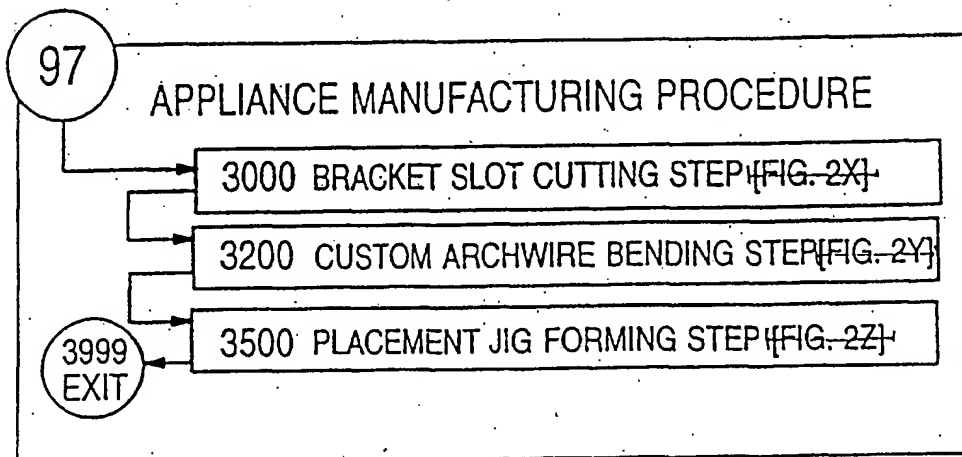 97
APPLIANCE MANUFACTURING PROCEDURE
3000 BRACKET SLOT CUTTING STEP [FIG. 2X]
3200 CUSTOM ARCHWIRE BENDING STEP [FIG. 2Y]
3500 PLACEMENT JIG FORMING STEP [FIG. 2Z]
3999
EXIT